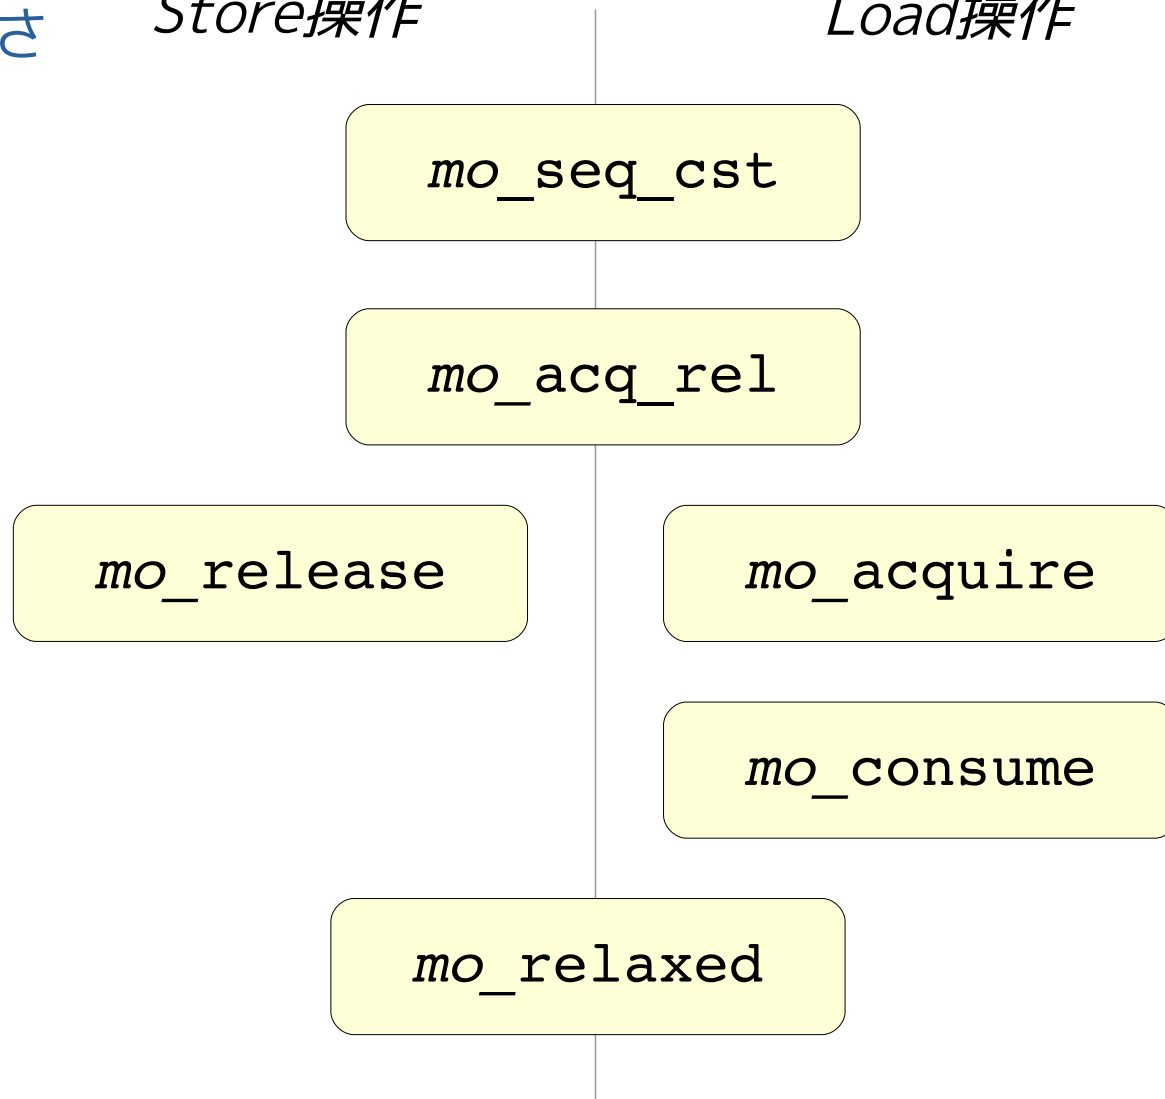 さ
Store操作 Load操作
mo_seq_cst
mo_acq_rel
mo_release mo_acquire
mo_consume
mo_relaxed